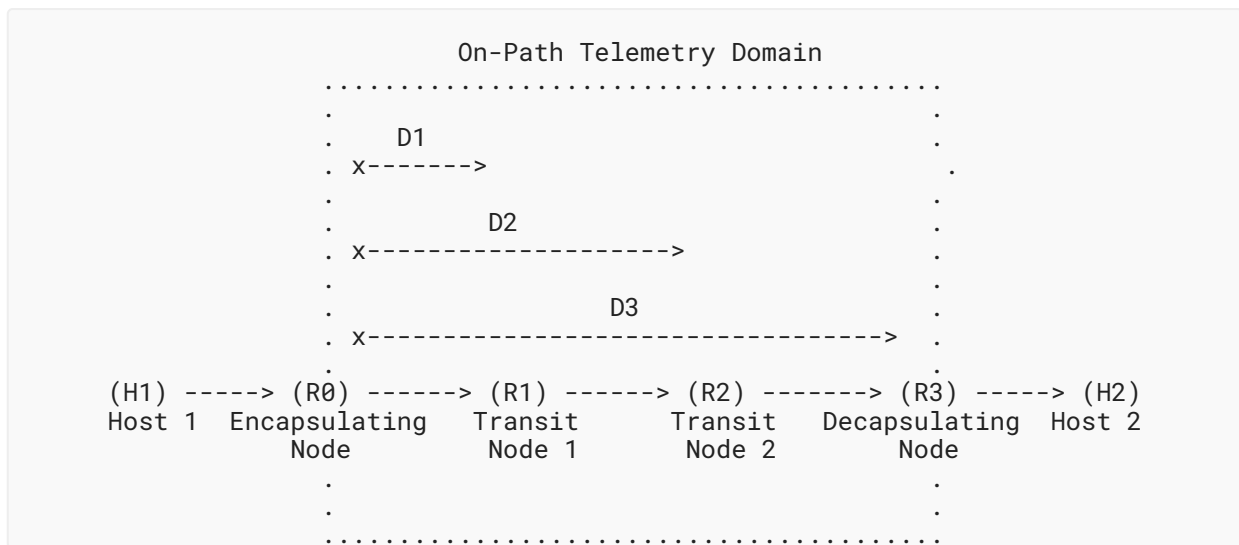 On-Path Telemetry Domain
.........................................
.                                       .
.    D1                                 .
. x------->                              .
.                                       .
.          D2                           .
. x-------------------->                .
.                                       .
.                  D3                   .
. x---------------------------------->  .
.                                       .
(H1) -----> (R0) ------> (R1) ------> (R2) -------> (R3) -----> (H2)
Host 1  Encapsulating   Transit      Transit   Decapsulating  Host 2
Node         Node 1       Node 2        Node
.                                       .
.                                       .
.........................................